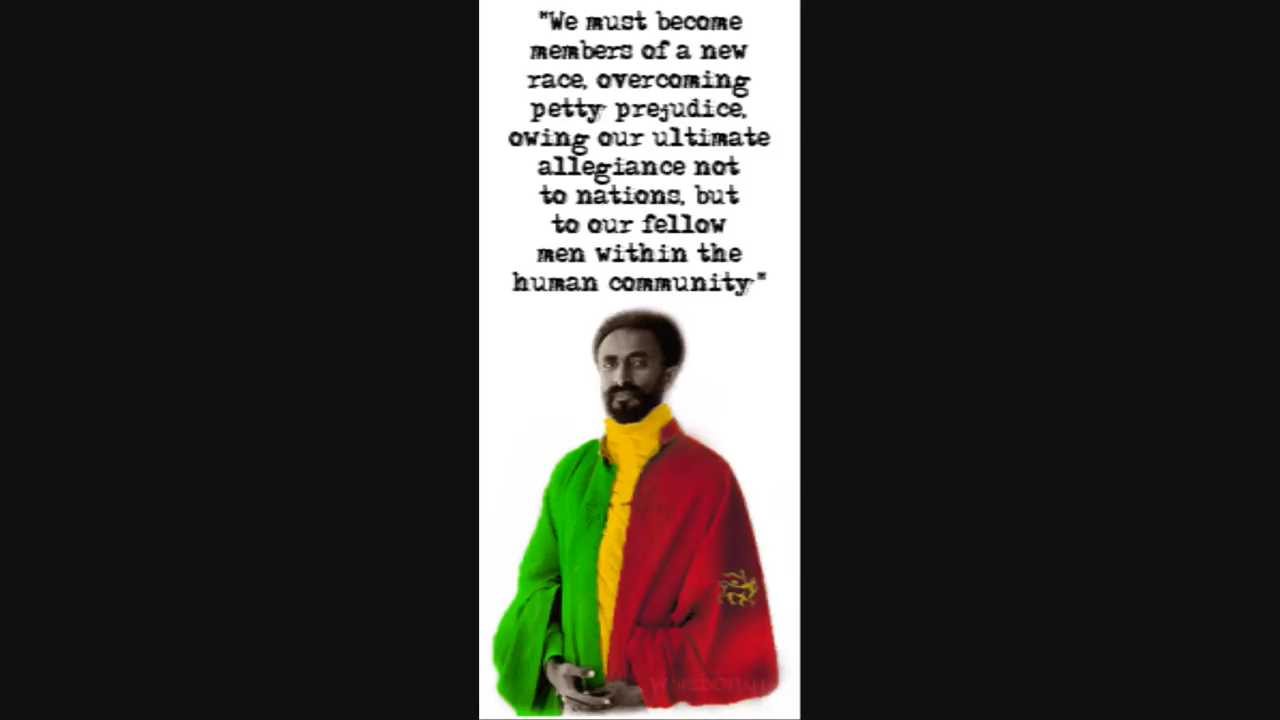 "We must become
members of a new
race, overcoming
petty prejudice,
owing our ultimate
allegiance not
to nations, but
to our fellow
men within the
human community"